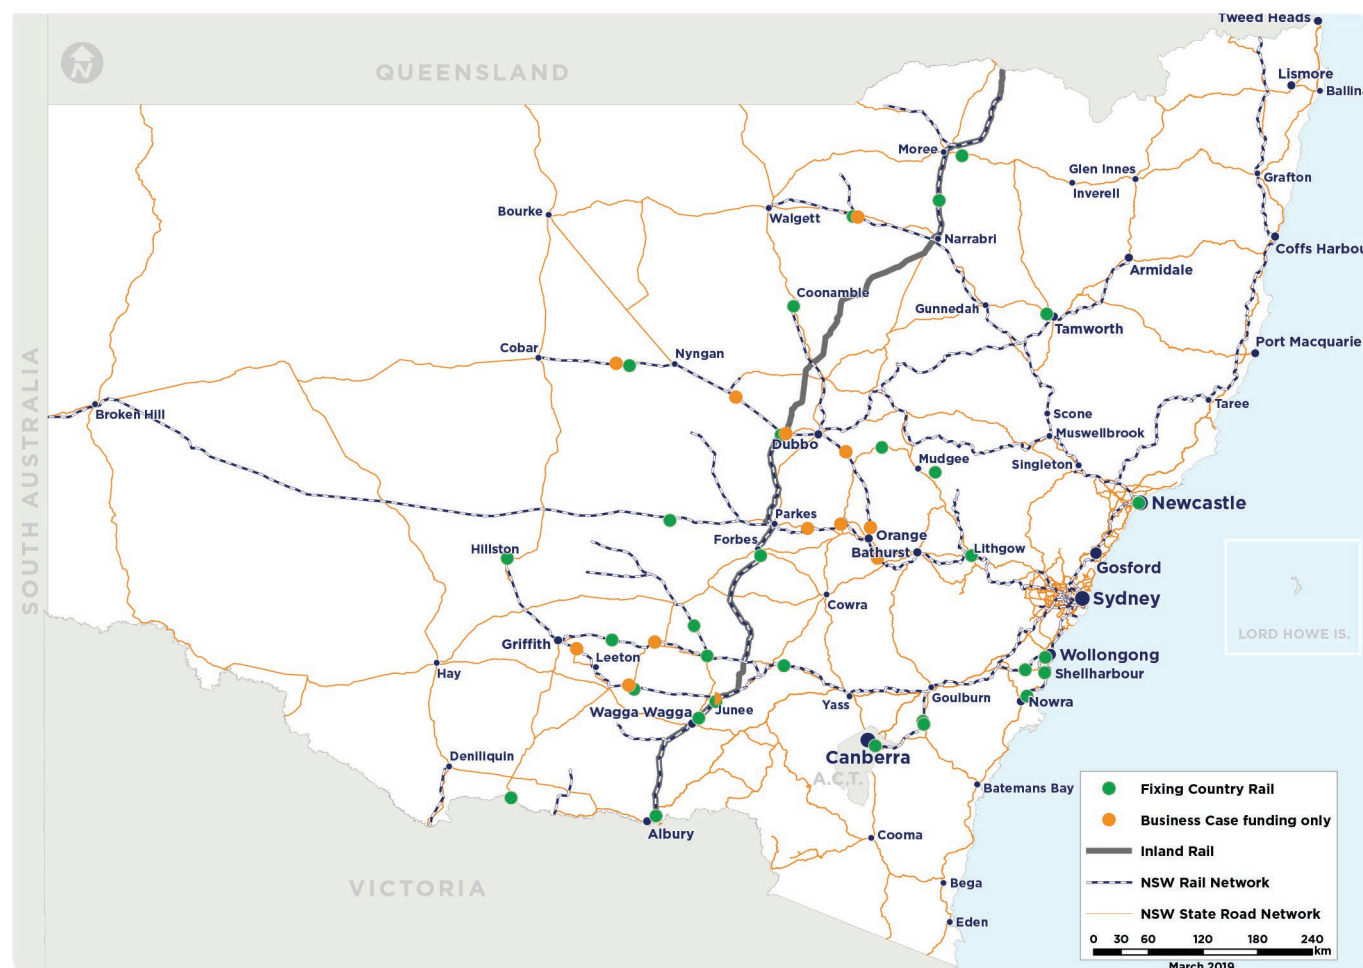 Tweed Heads
N
QUEENSLAND
Lismore
Ballina
Moree
Glen Innes
Inverell
Grafton
Bourke
Walgett
Narrabri
Coffs Harbou
Armidale
Coonamble
Gunnedah
Tamworth
Cobar
Nyngan
Port Macquarie
Broken Hill
Taree
Scone
Muswellbrook
Dubbo
Mudgee
Singleton
SOUTH AUSTRALIA
Newcastle
Parkes
Forbes
Orange
Bathurst
Lithgow
Hillston
Gosford
Sydney
Cowra
LORD HOWE IS.
Griffith
Leeton
Wollongong
Shellharbour
Hay
Yass
Goulburn
Nowra
Wagga Wagga
Junee
Canberra
A.C.T.
Deniliquin
Batemans Bay
Albury
Cooma
VICTORIA
Bega
Eden
Fixing Country Rail
Business Case funding only
Inland Rail
NSW Rail Network
NSW State Road Network
0 30 60 120 180 240
km
March 2019